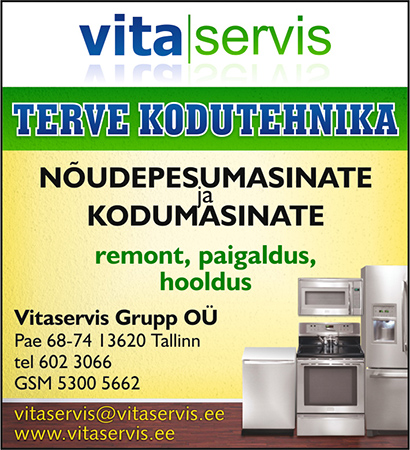 vita|servis
TERVE KODUTEHNIKA
NÕUDEPESUMASINATE
ja
KODUMASINATE
remont, paigaldus,
hooldus
Vitaservis Grupp OÜ
Pae 68-74 13620 Tallinn
tel 602 3066
GSM 5300 5662
vitaservis@vitaservis.ee
www.vitaservis.ee